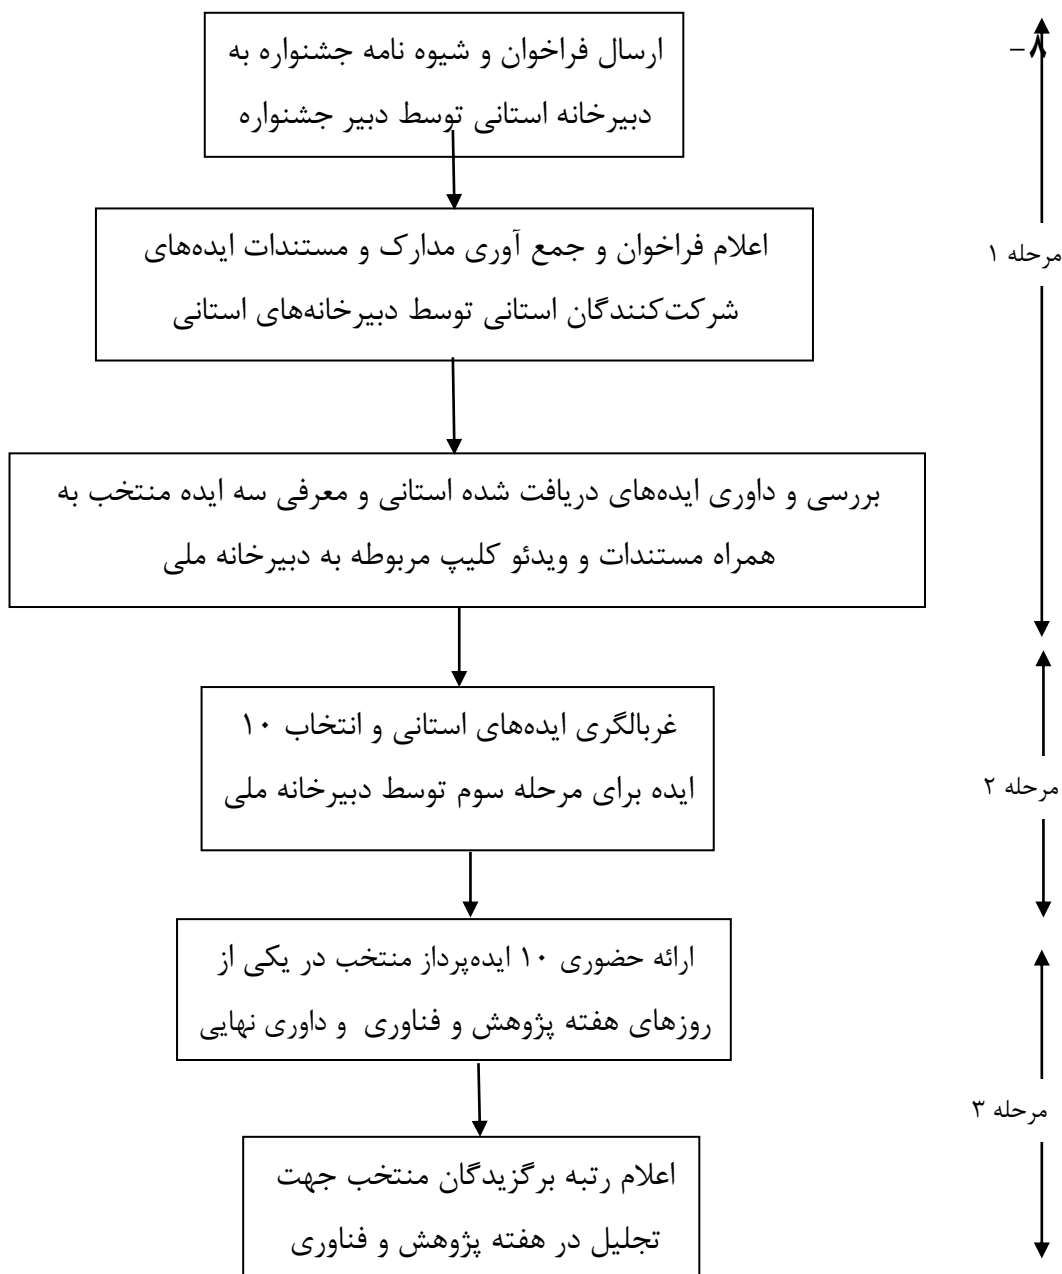 ۸-
ارسال فراخوان و شیوه نامه جشنواره به
دبیرخانه استانی توسط دبیر جشنواره
اعلام فراخوان و جمع آوری مدارک و مستندات ایده‌های
شرکت‌کنندگان استانی توسط دبیرخانه‌های استانی
مرحله ۱
بررسی و داوری ایده‌های دریافت شده استانی و معرفی سه ایده منتخب به
همراه مستندات و ویدئو کلیپ مربوطه به دبیرخانه ملی
غربالگری ایده‌های استانی و انتخاب ۱۰
ایده برای مرحله سوم توسط دبیرخانه ملی
مرحله ۲
ارائه حضوری ۱۰ ایده‌پرداز منتخب در یکی از
روزهای هفته پژوهش و فناوری و داوری نهایی
مرحله ۳
اعلام رتبه برگزیدگان منتخب جهت
تجلیل در هفته پژوهش و فناوری